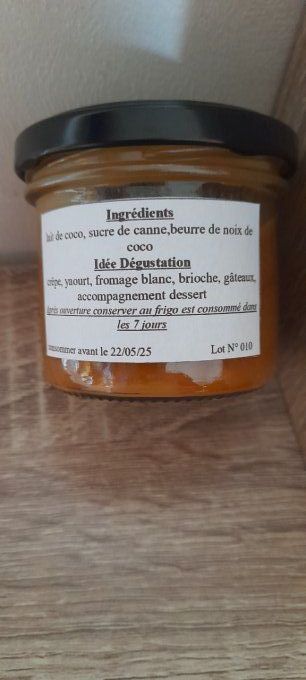 Ingrédients
lait de coco, sucre de canne,beurre de noix de
coco
Idée Dégustation
crêpe, yaourt, fromage blanc, brioche, gâteaux,
accompagnement dessert
Après ouverture conserver au frigo est consommé dans
les 7 jours
consommer avant le 22/05/25 Lot N° 010